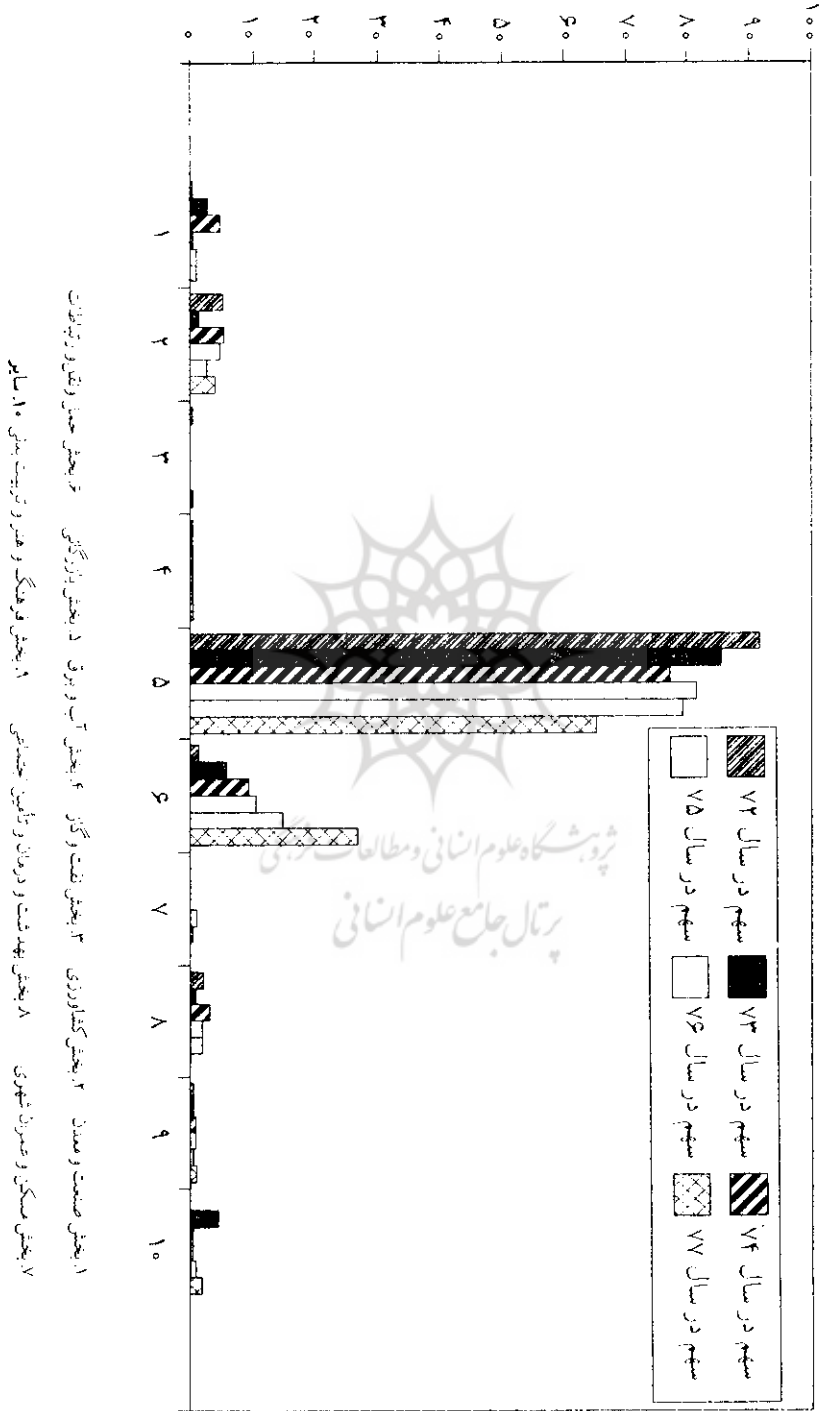 ۱۰۰
۹۰
۸۰
۷۰
۶۰
۵۰
۴۰
۳۰
۲۰
۱۰
۰
سهم در سال ۷۲ سهم در سال ۷۳ سهم در سال ۷۴
سهم در سال ۷۵ سهم در سال ۷۶ سهم در سال ۷۷
۱ ۲ ۳ ۴ ۵ ۶ ۷ ۸ ۹ ۱۰
۱.بخش صنعت و معدن ۲.بخش کشاورزی ۳.بخش نفت و گاز ۴.بخش آب و برق ۵.بخش بازرگانی ۶.بخش حمل و نقل و ارتباطات
۷.بخش مسکن و عمران شهری ۸.بخش بهداشت و درمان و تأمین اجتماعی ۹.بخش فرهنگ و هنر و تربیت بدنی ۱۰.سایر
پژوهشگاه علوم انسانی و مطالعات فرهنگی
پرتال جامع علوم انسانی